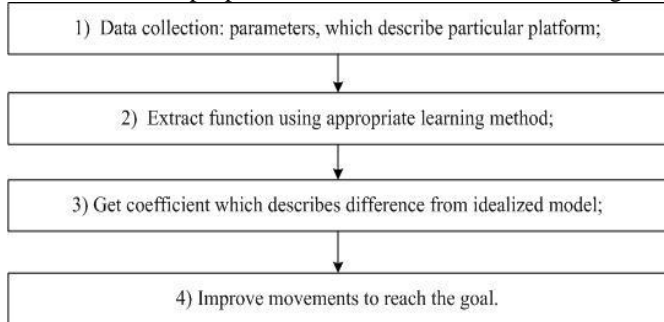 1) Data collection: parameters, which describe particular platform;
2) Extract function using appropriate learning method;
3) Get coefficient which describes difference from idealized model;
4) Improve movements to reach the goal.